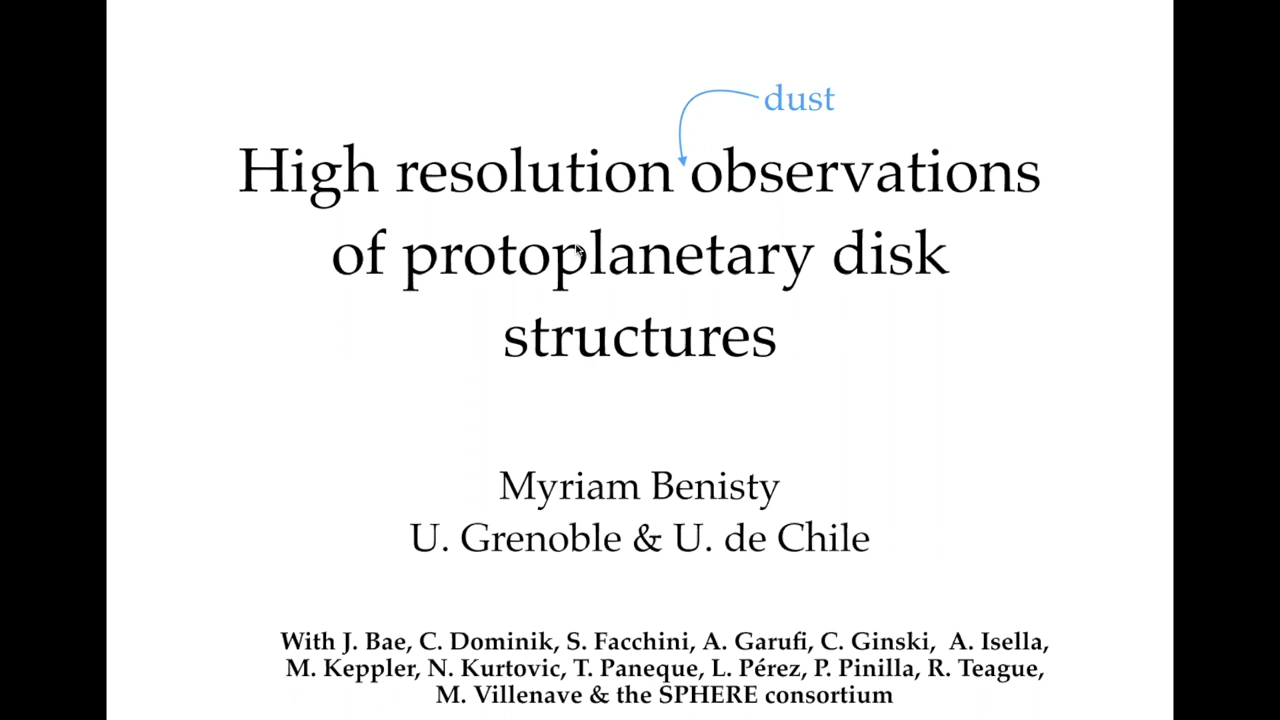 dust
High resolution observations
of protoplanetary disk
structures
Myriam Benisty
U. Grenoble & U. de Chile
With J. Bae, C. Dominik, S. Facchini, A. Garufi, C. Ginski, A. Isella,
M. Keppler, N. Kurtovic, T. Paneque, L. Pérez, P. Pinilla, R. Teague,
M. Villenave & the SPHERE consortium